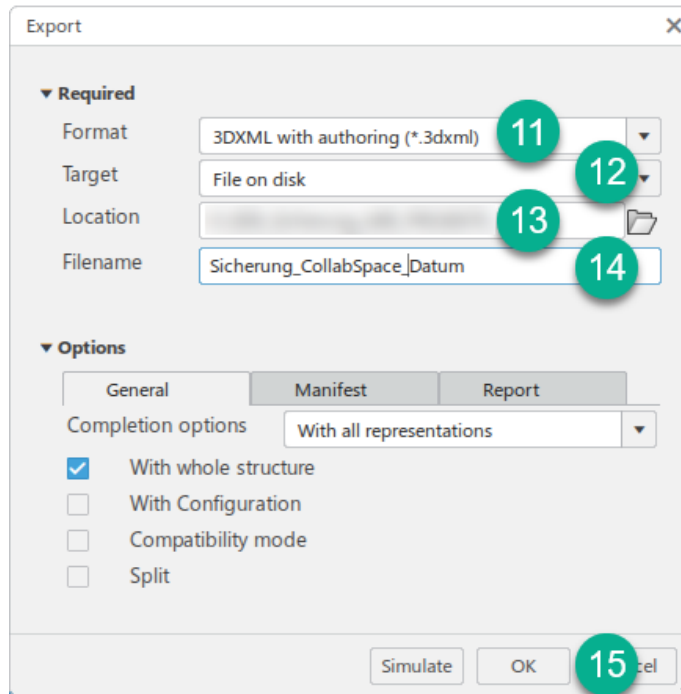 Export
Required
Format 3DXML with authoring (*.3dxml) 11
Target File on disk 12
Location 13
Filename Sicherung_CollabSpace_Datum 14
Options
General Manifest Report
Completion options With all representations
With whole structure
With Configuration
Compatibility mode
Split
Simulate OK 15 cel